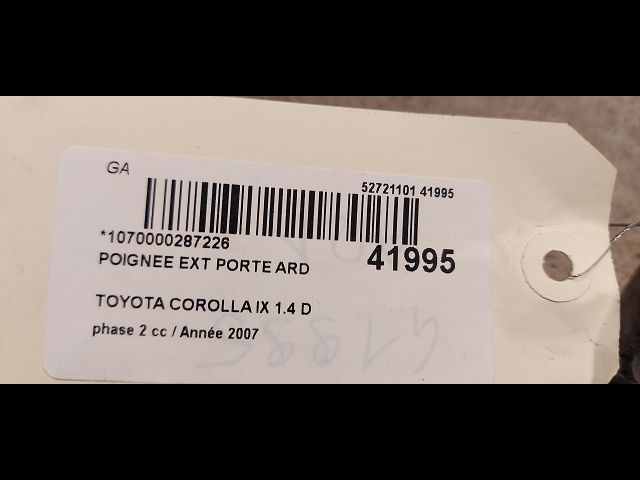 GA
52721101 41995
*1070000287226
41995
POIGNEE EXT PORTE ARD
TOYOTA COROLLA IX 1.4 D
phase 2 cc / Année 2007